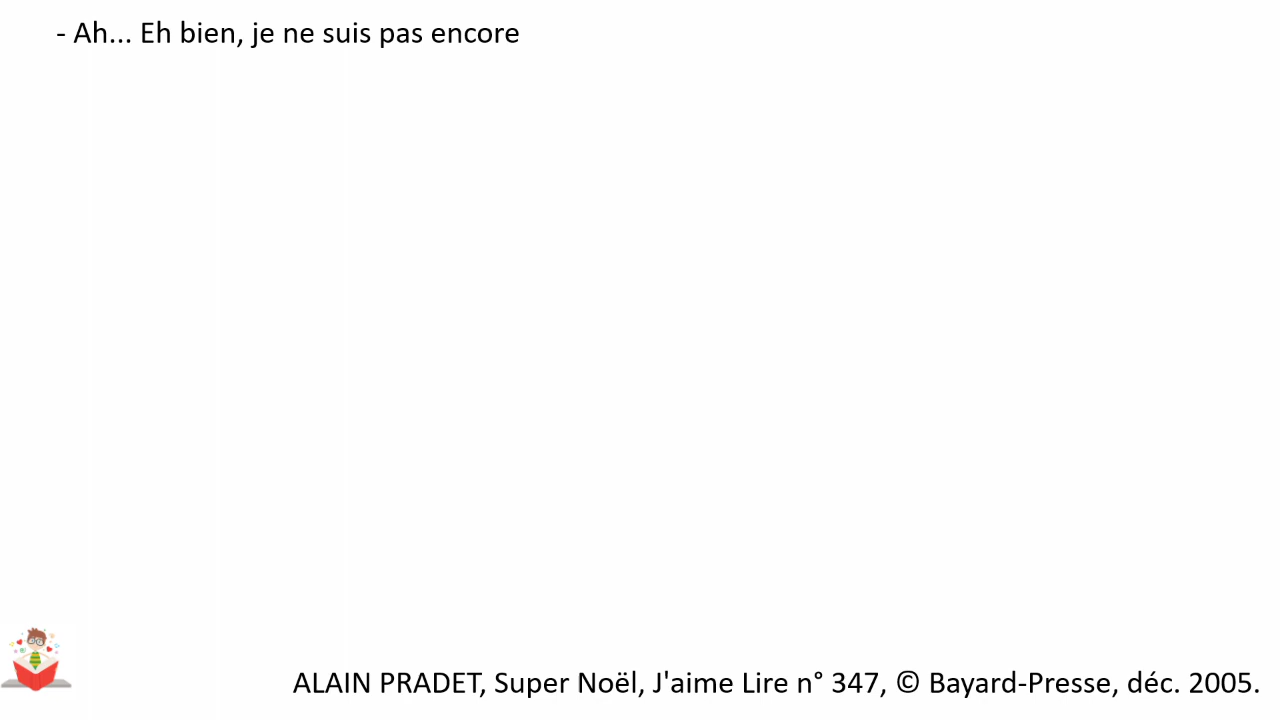 - Ah... Eh bien, je ne suis pas encore
ALAIN PRADET, Super Noël, J'aime Lire n° 347, © Bayard-Presse, déc. 2005.